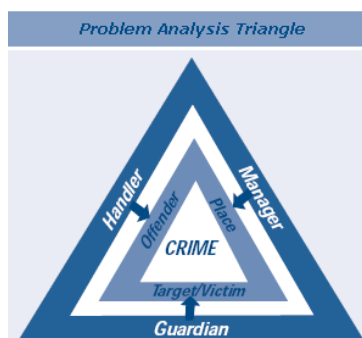 Problem Analysis Triangle
Handler
Manager
Offender
Place
CRIME
Target/Victim
Guardian